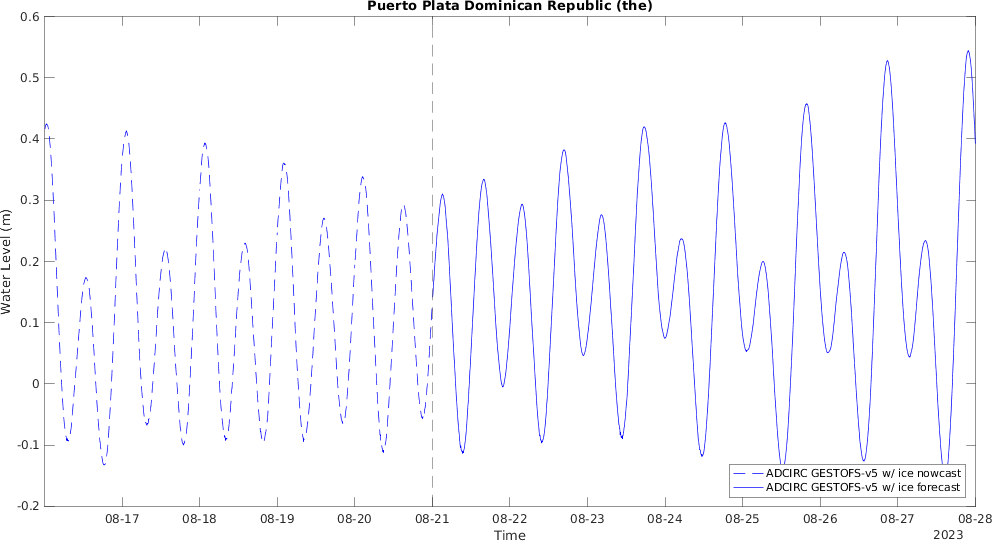 Puerto Plata Dominican Republic (the)
0.6
0.5
0.4
0.3
0.2
0.1
0
-0.1
-0.2
Water Level (m)
ADCIRC GESTOFS-v5 w/ ice nowcast
ADCIRC GESTOFS-v5 w/ ice forecast
08-17 08-18 08-19 08-20 08-21 08-22 08-23 08-24 08-25 08-26 08-27 08-28
Time
2023